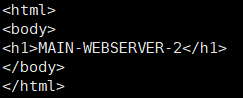 <html>
<body>
<h1>MAIN-WEBSERVER-2</h1>
</body>
</html>